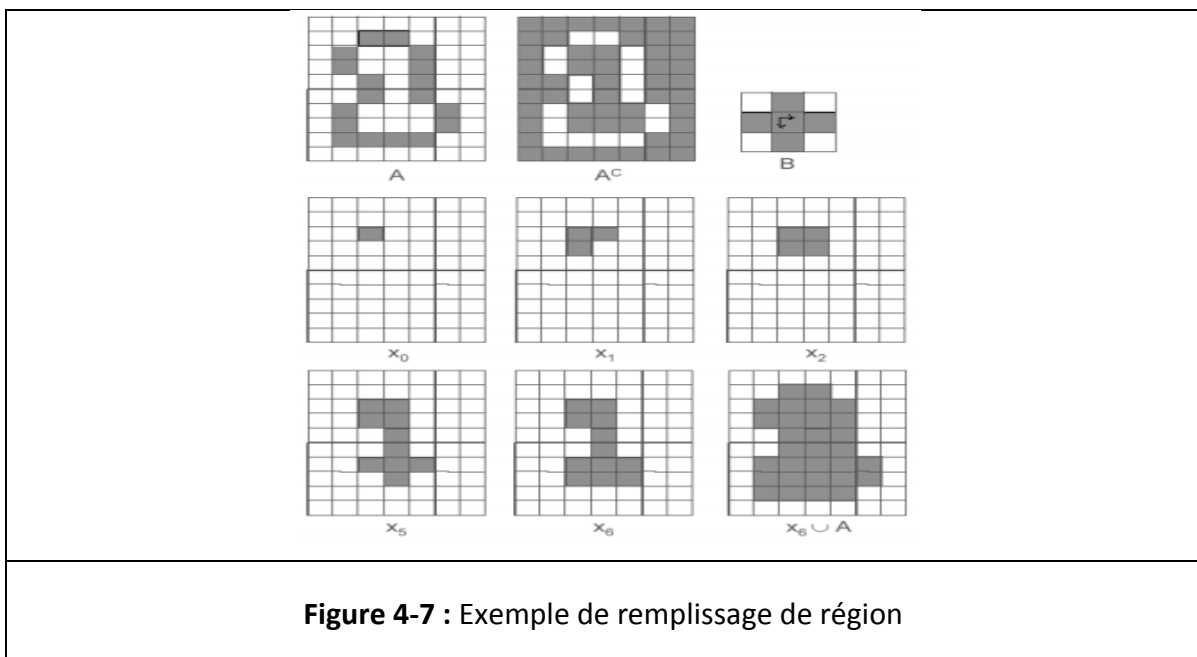 A A^C B
x₀ x₁ x₂
x₅ x₆ x₆ ∪ A
Figure 4-7 : Exemple de remplissage de région